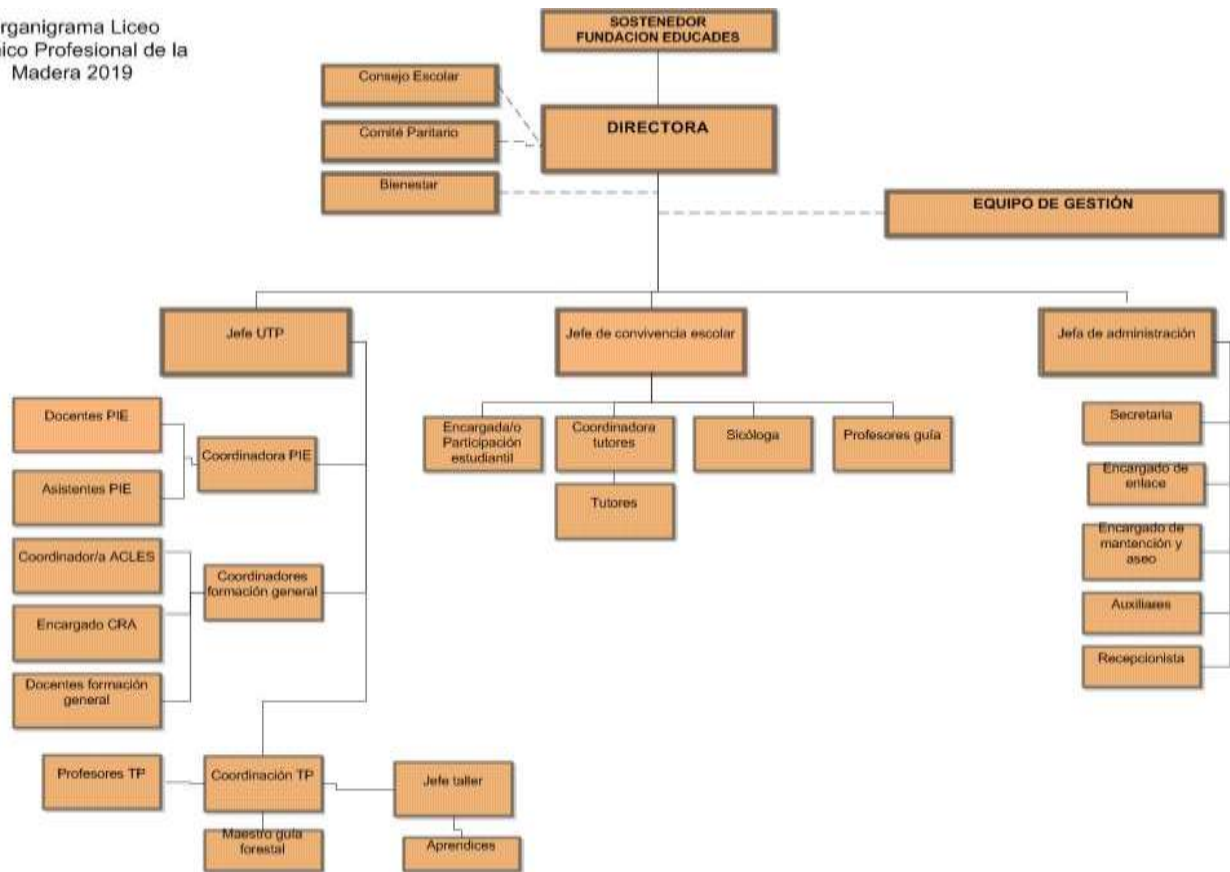 rganigrama Liceo
nico Profesional de la
Madera 2019
SOSTENEDOR
FUNDACION EDUCADES
Consejo Escolar
Comité Paritario
Bienestar
DIRECTORA
EQUIPO DE GESTIÓN
Jefe UTP
Jefe de convivencia escolar
Jefa de administración
Docentes PIE
Asistentes PIE
Coordinadora PIE
Coordinador/a ACLES
Encargado CRA
Docentes formación
general
Coordinadores
formación general
Profesores TP
Coordinación TP
Maestro guía
forestal
Jefe taller
Aprendices
Encargada/o
Participación
estudiantil
Coordinadora
tutores
Tutores
Sicóloga
Profesores guía
Secretaria
Encargado de
enlace
Encargado de
mantención y
aseo
Auxiliares
Recepcionista